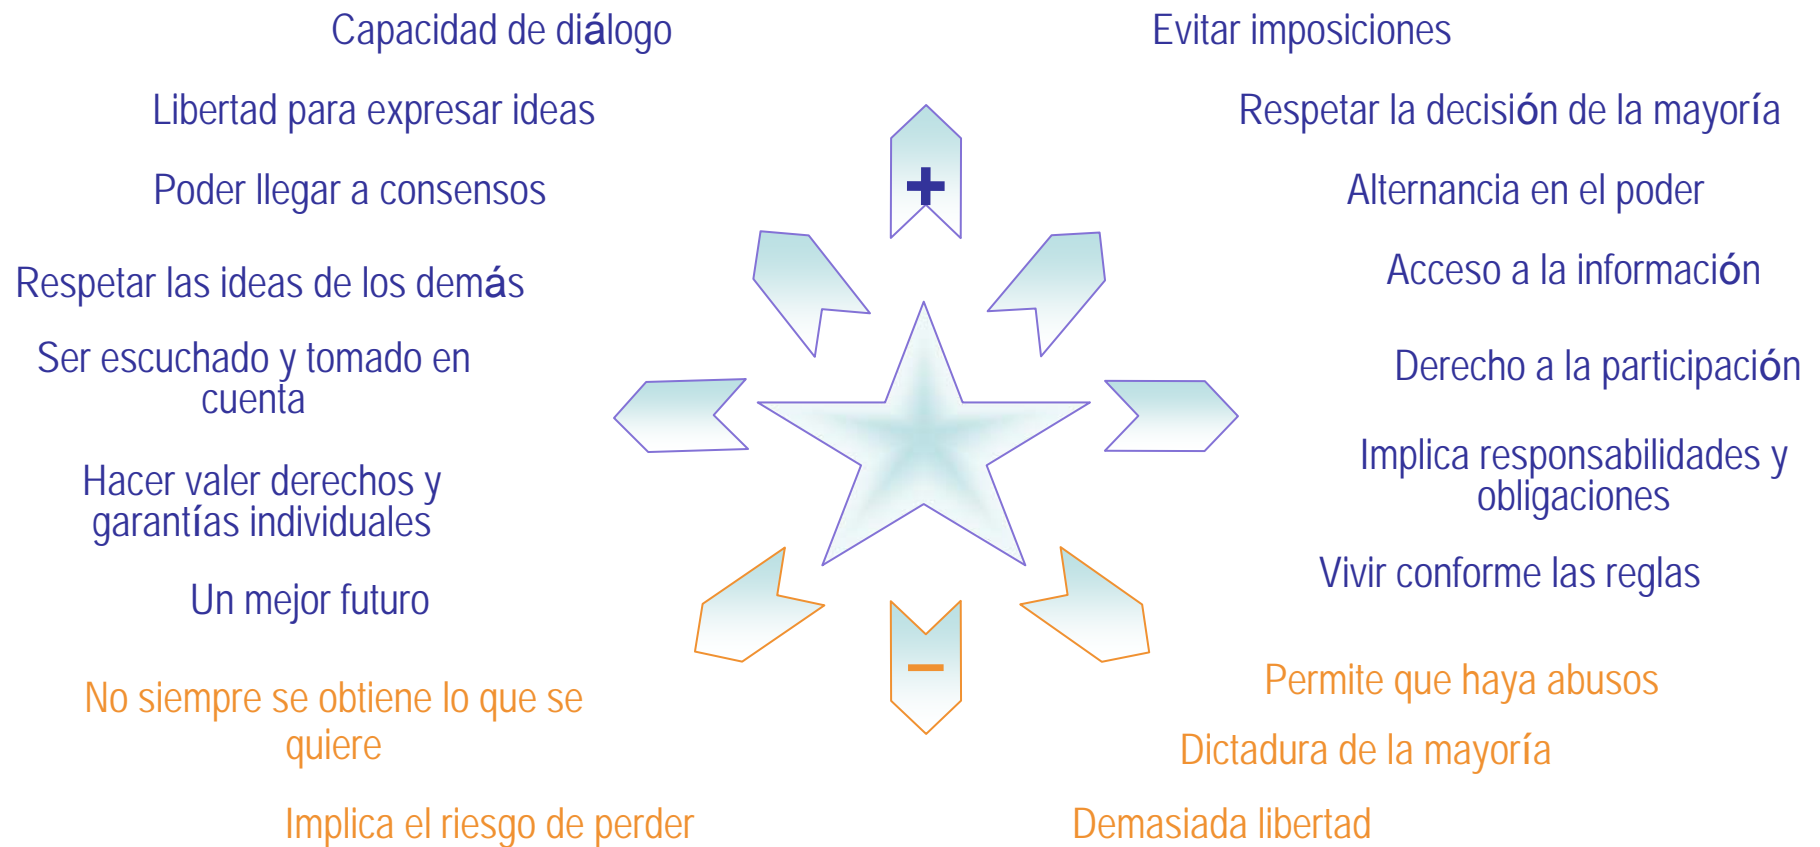 Capacidad de diálogo
Evitar imposiciones
Libertad para expresar ideas
Respetar la decisión de la mayoría
+
Poder llegar a consensos
Alternancia en el poder
Respetar las ideas de los demás
Acceso a la información
Ser escuchado y tomado en
cuenta
Derecho a la participación
Hacer valer derechos y
garantías individuales
Implica responsabilidades y
obligaciones
Un mejor futuro
Vivir conforme las reglas
–
No siempre se obtiene lo que se
quiere
Permite que haya abusos
Dictadura de la mayoría
Implica el riesgo de perder
Demasiada libertad